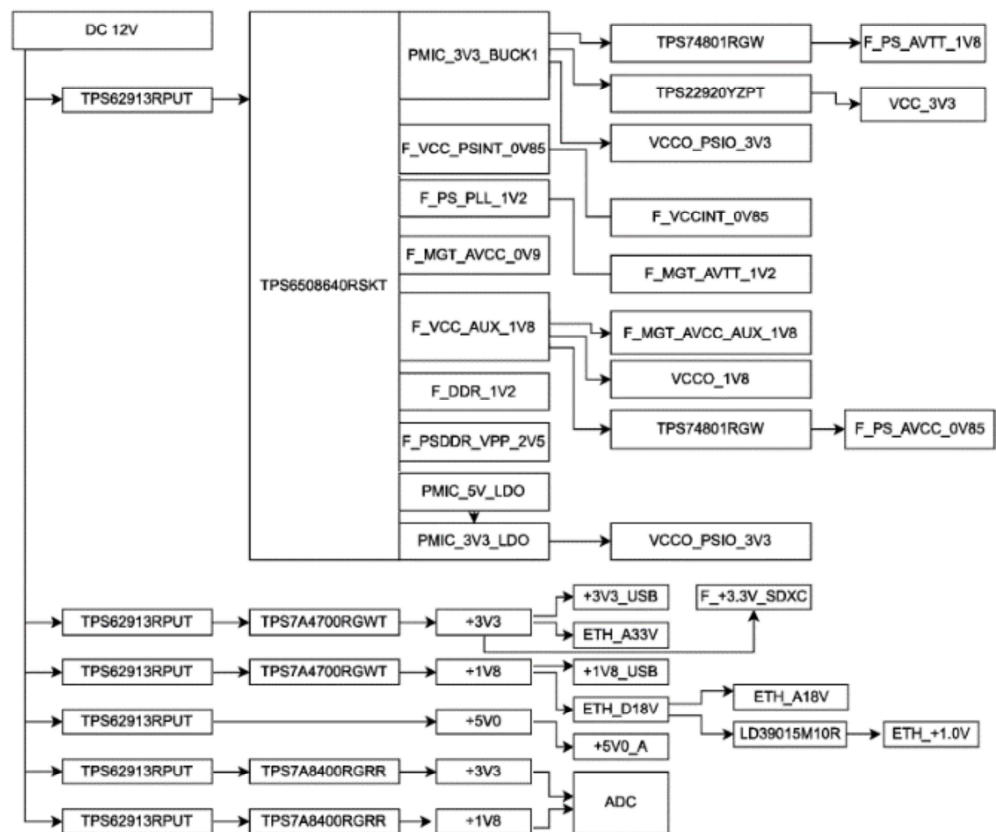 DC 12V
TPS62913RPUT
TPS6508640RSKT
PMIC_3V3_BUCK1
TPS74801RGW
F_PS_AVTT_1V8
TPS22920YZPT
VCC_3V3
VCCO_PSIO_3V3
F_VCC_PSINT_0V85
F_VCCINT_0V85
F_PS_PLL_1V2
F_MGT_AVTT_1V2
F_MGT_AVCC_0V9
F_VCC_AUX_1V8
F_MGT_AVCC_AUX_1V8
VCCO_1V8
TPS74801RGW
F_PS_AVCC_0V85
F_DDR_1V2
F_PSDDR_VPP_2V5
PMIC_5V_LDO
PMIC_3V3_LDO
VCCO_PSIO_3V3
TPS62913RPUT
TPS7A4700RGWT
+3V3
+3V3_USB
ETH_A33V
F_+3.3V_SDXC
TPS62913RPUT
TPS7A4700RGWT
+1V8
+1V8_USB
ETH_D18V
ETH_A18V
LD39015M10R
ETH_+1.0V
TPS62913RPUT
+5V0
+5V0_A
TPS62913RPUT
TPS7A8400RGRR
+3V3
ADC
TPS62913RPUT
TPS7A8400RGRR
+1V8